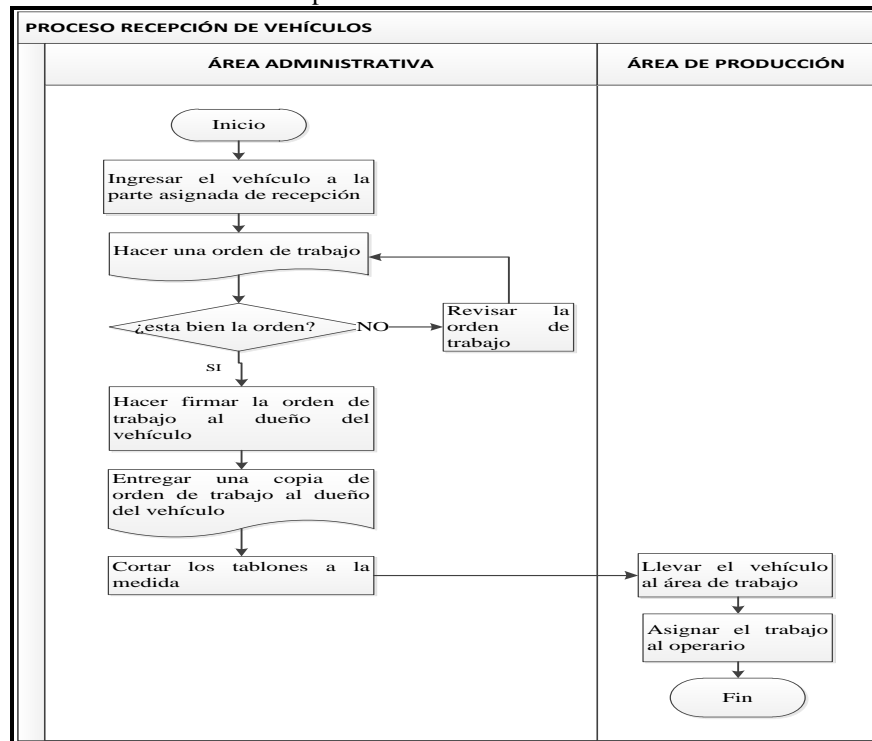 PROCESO RECEPCIÓN DE VEHÍCULOS
ÁREA ADMINISTRATIVA
ÁREA DE PRODUCCIÓN
Inicio
Ingresar el vehículo a la
parte asignada de recepción
Hacer una orden de trabajo
¿esta bien la orden?
NO
Revisar la
orden de
trabajo
SI
Hacer firmar la orden de
trabajo al dueño del
vehículo
Entregar una copia de
orden de trabajo al dueño
del vehículo
Cortar los tablones a la
medida
Llevar el vehículo
al área de trabajo
Asignar el trabajo
al operario
Fin